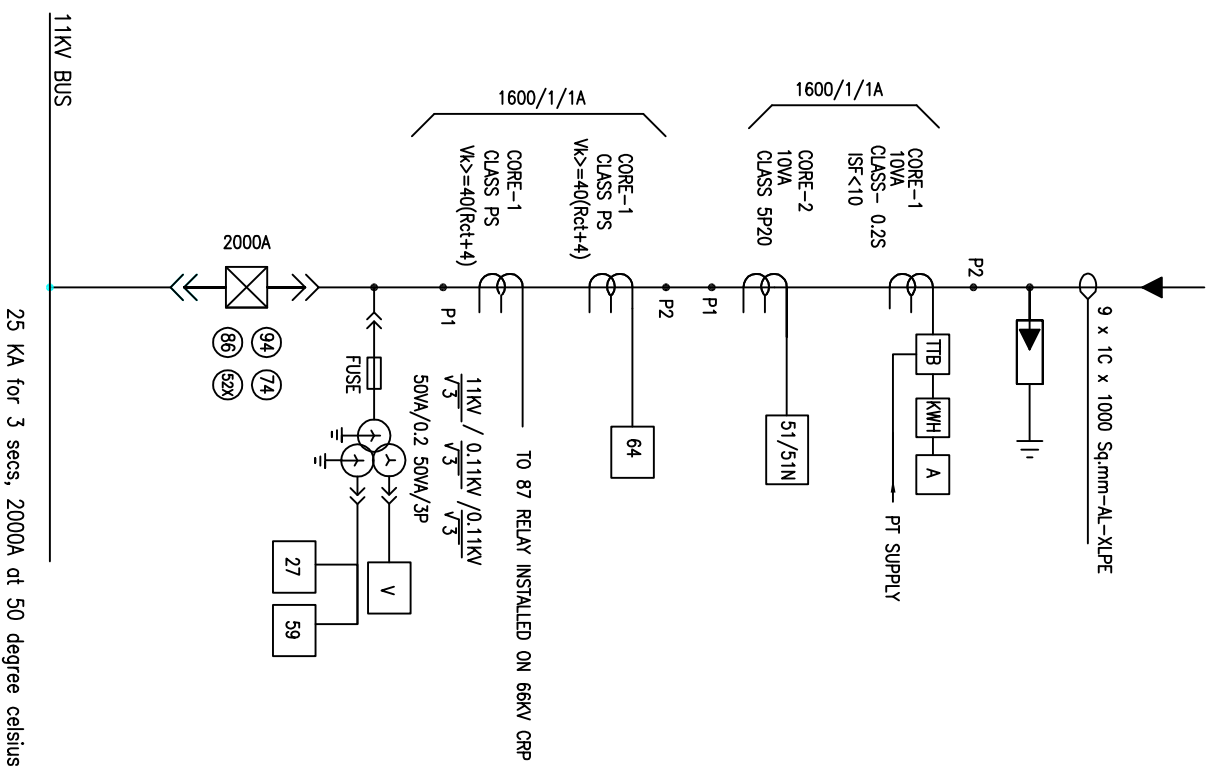 11KV BUS
25 KA for 3 secs, 2000A at 50 degree celsius
2000A
94
74
86
52X
1600/1/1A
CORE-1
CLASS PS
Vk>=40(Rct+4)
CORE-1
CLASS PS
Vk>=40(Rct+4)
1600/1/1A
CORE-2
10VA
CLASS 5P20
CORE-1
10VA
CLASS- 0.2S
ISF<10
P1
P2
P1
P2
FUSE
11KV / 0.11KV /0.11KV
√3 √3 √3
50VA/0.2 50VA/3P
V
27
59
TO 87 RELAY INSTALLED ON 66KV CRP
64
51/51N
TTB
KWH
A
PT SUPPLY
9 x 1C x 1000 Sq.mm-AL-XLPE